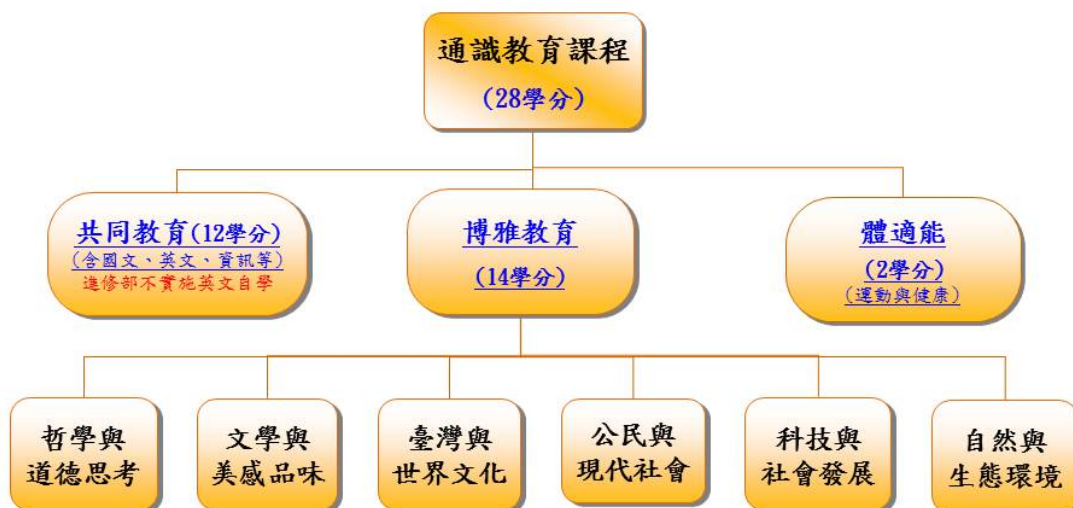 通識教育課程
(28學分)
共同教育(12學分)
(含國文、英文、資訊等)
進修部不實施英文自學
博雅教育
(14學分)
體適能
(2學分)
(運動與健康)
哲學與
道德思考
文學與
美感品味
臺灣與
世界文化
公民與
現代社會
科技與
社會發展
自然與
生態環境